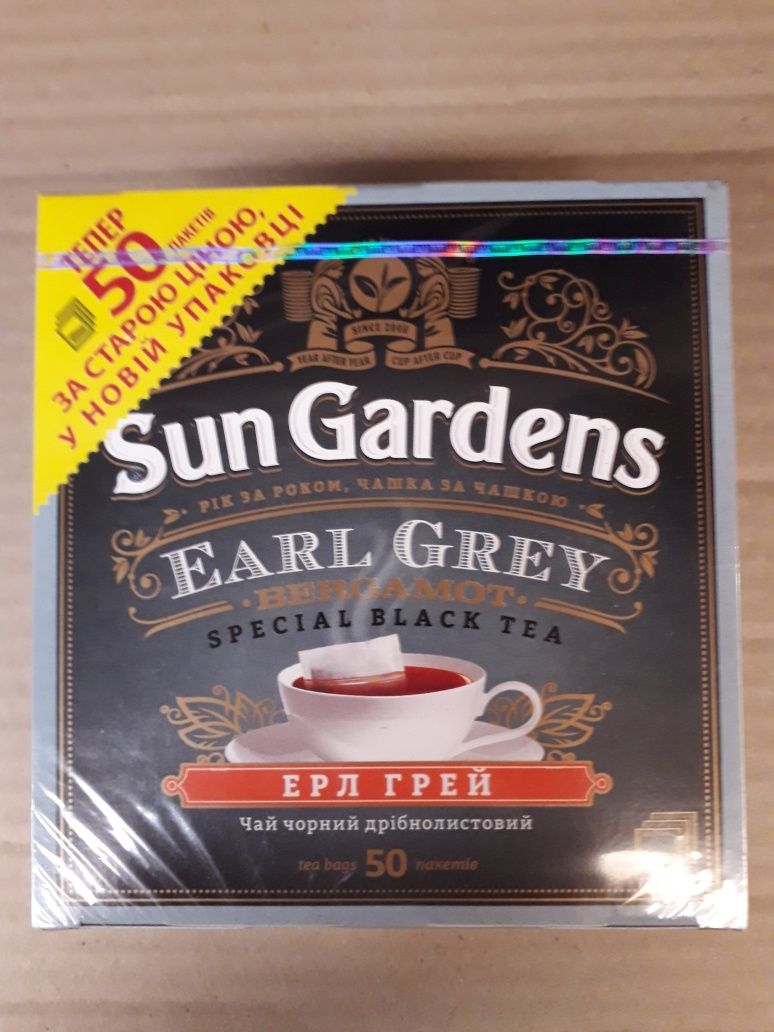 ТЕПЕР
50 ПАКЕТІВ
ЗА СТАРОЮ ЦІНОЮ,
У НОВІЙ УПАКОВЦІ
SINCE 2008
YEAR AFTER YEAR CUP AFTER CUP
Sun Gardens
РІК ЗА РОКОМ, ЧАШКА ЗА ЧАШКОЮ
EARL GREY
BERGAMOT
SPECIAL BLACK TEA
ЕРЛ ГРЕЙ
Чай чорний дрібнолистовий
tea bags 50 пакетів